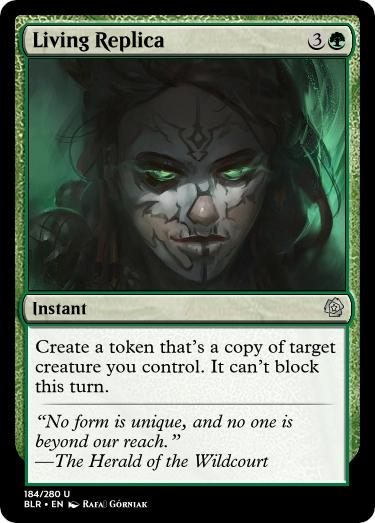 Living Replica 3
Instant
Create a token that's a copy of target
creature you control. It can't block
this turn.
“No form is unique, and no one is
beyond our reach.”
—The Herald of the Wildcourt
184/280 U
BLR • EN Rafał Górniak